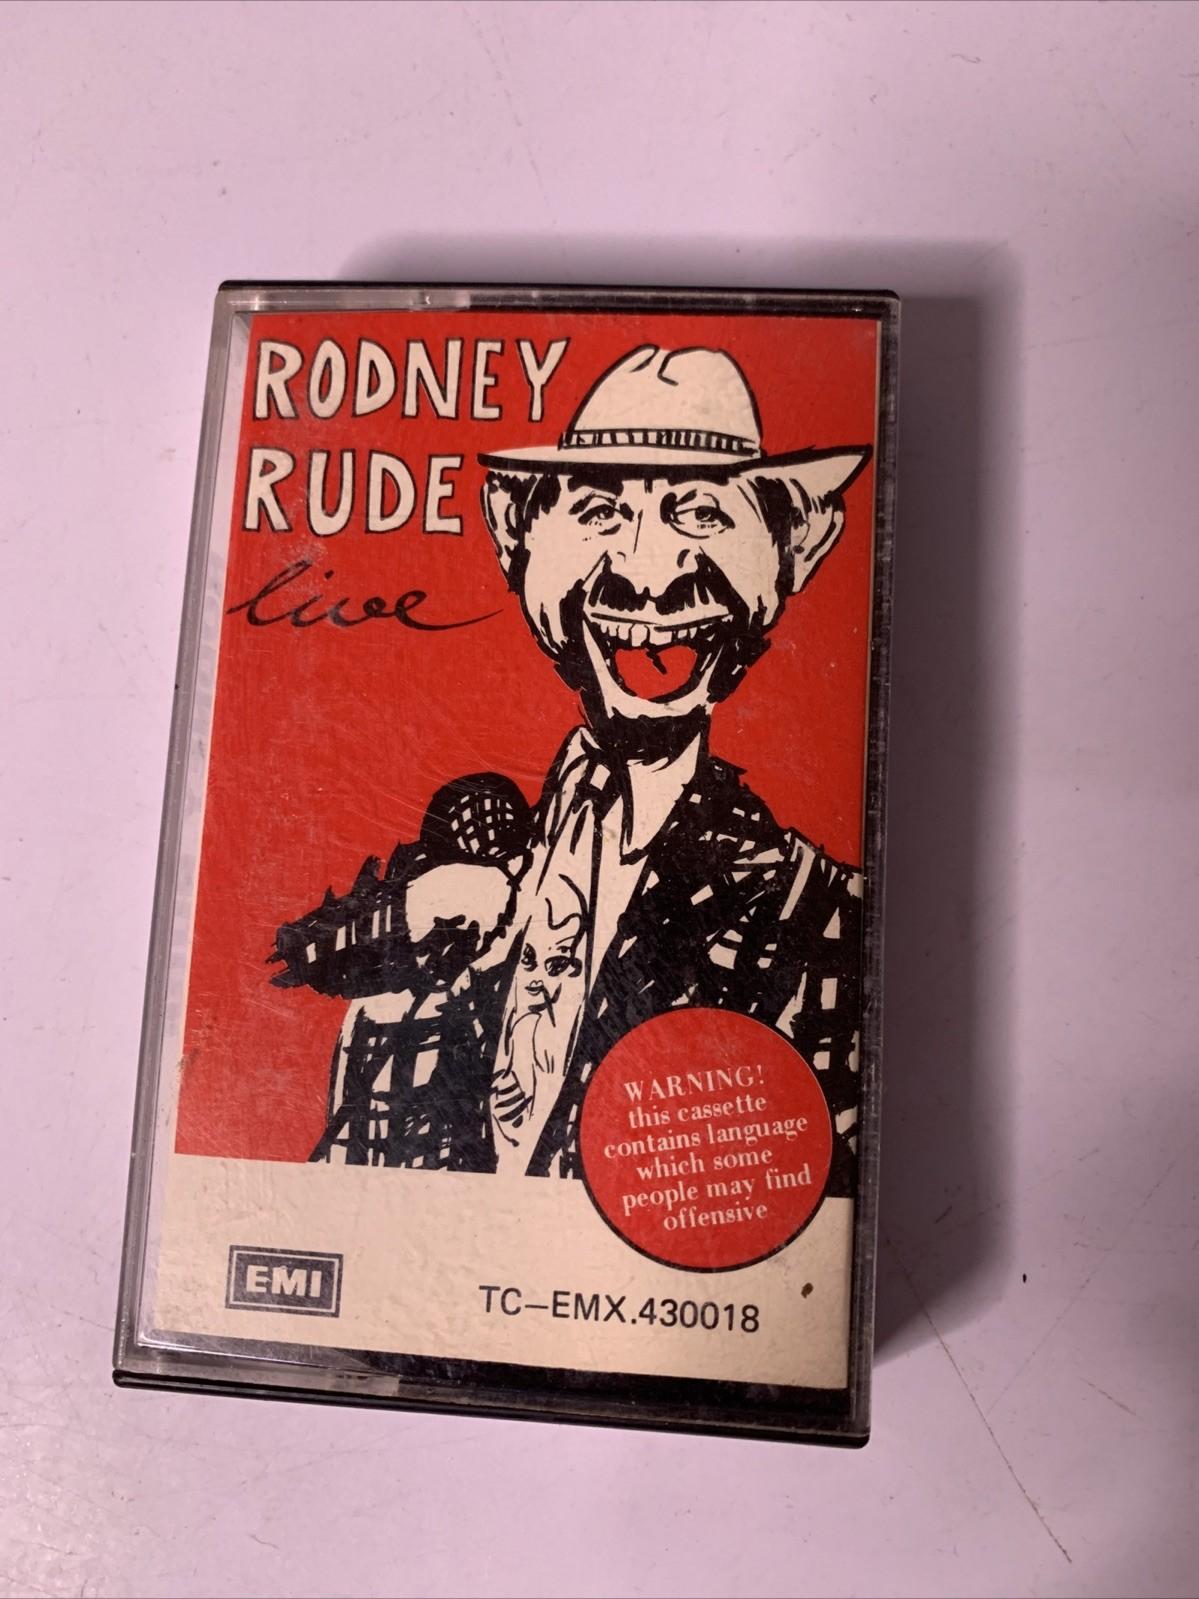 RODNEY
RUDE
live
WARNING!
this cassette
contains language
which some
people may find
offensive
EMI
TC-EMX.430018